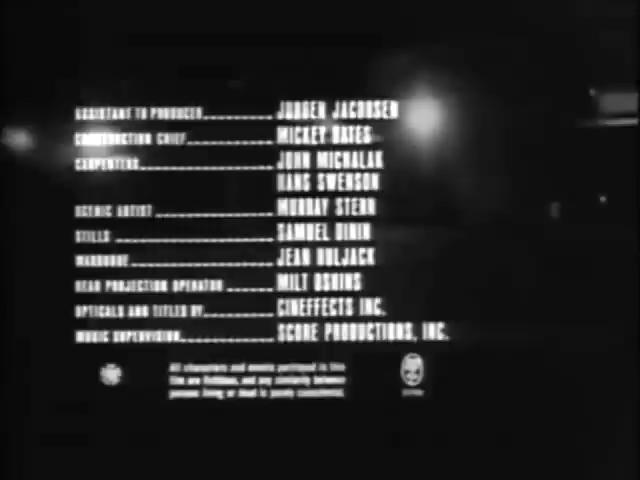 ASSISTANT TO PRODUCER JORGEN JACOBSEN
CONSTRUCTION CHIEF MICKEY BATES
CARPENTERS JOHN MICHALAK
HANS SWENSON
SCENIC ARTIST MURRAY STERN
STILLS SAMUEL
WARDROBE JEAN
REAR PROJECTION OPERATOR MILT OSHINS
OPTICALS AND TITLES BY CINEFFECTS INC.
MUSIC SUPERVISION SCORE PRODUCTIONS, INC.
All characters and events portrayed in this
film are fictitious, and any similarity between
persons living or dead is purely coincidental.